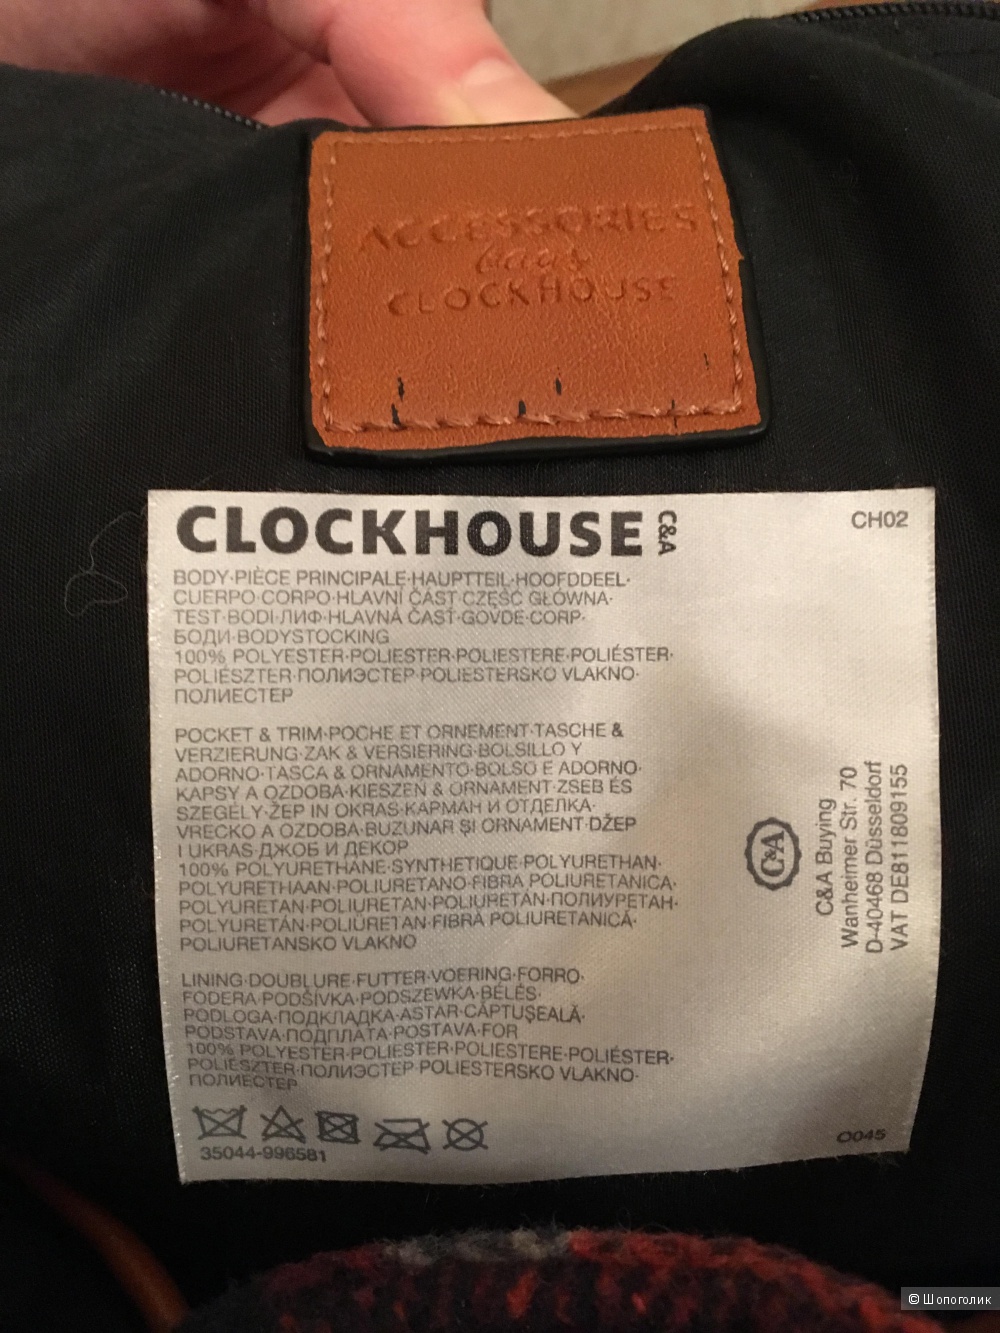 ACCESSORIES
CLOCKHOUSE
CLOCKHOUSE C&A
CH02
BODY·PIÈCE PRINCIPALE·HAUPTTEIL·HOOFDDEEL·
CUERPO·CORPO·HLAVNÍ ČÁST·CZĘŚĆ GŁÓWNA·
TEST·BODI·ЛИФ·HLAVNÁ ČASŤ·GOVDE·CORP·
БОДИ·BODYSTOCKING
100% POLYESTER·POLIESTER·POLIESTERE·POLIÉSTER·
POLIÉSZTER·ПОЛИЭСТЕР·POLIESTERSKO VLAKNO·
ПОЛИЕСТЕР
POCKET & TRIM·POCHE ET ORNEMENT·TASCHE &
VERZIERUNG·ZAK & VERSIERING·BOLSILLO Y
ADORNO·TASCA & ORNAMENTO·BOLSO E ADORNO·
KAPSY A OZDOBA·KIESZEŃ & ORNAMENT·ZSEB ÉS
SZEGÉLY·ŽEP IN OKRAS·КАРМАН И ОТДЕЛКА·
VRECKO A OZDOBA·BUZUNAR ŞI ORNAMENT·DŽEP
I UKRAS·ДЖОБ И ДЕКОР
100% POLYURETHANE·SYNTHETIQUE·POLYURETHAN·
POLYURETHAAN·POLIURETANO·FIBRA POLIURETANICA·
POLYURETAN·POLIURETAN·POLIURETÁN·ПОЛИУРЕТАН·
POLYURETÁN·POLIURETAN·FIBRĂ POLIURETANICĂ·
POLIURETANSKO VLAKNO
LINING·DOUBLURE·FUTTER·VOERING·FORRO·
FODERA·PODŠÍVKA·PODSZEWKA·BÉLÉS·
PODLOGA·ПОДКЛАДКА·ASTAR·CĂPTUŞEALĂ·
PODSTAVA·ПОДПЛАТА·POSTAVA·FOR
100% POLYESTER·POLIESTER·POLIESTERE·POLIÉSTER·
POLIÉSZTER·ПОЛИЭСТЕР·POLIESTERSKO VLAKNO·
ПОЛИЕСТЕР
35044-996581
C&A
C&A Buying
Wanheimer Str. 70
D-40468 Düsseldorf
VAT DE811809155
O045
© Шопоголик